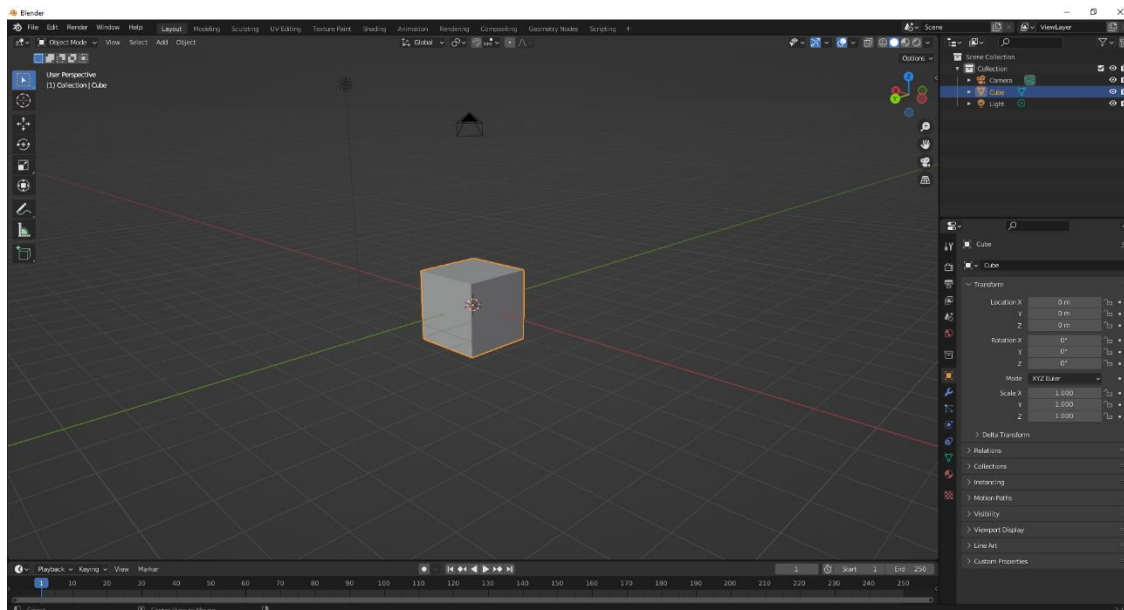 Blender
File Edit Render Window Help Layout Modeling Sculpting UV Editing Texture Paint Shading Animation Rendering Compositing Geometry Nodes Scripting + Scene ViewLayer
Object Mode View Select Add Object Global
Options
User Perspective
(1) Collection | Cube
Scene Collection
Collection
Camera
Cube
Light
Cube
Cube
Transform
Location X 0 m
Y 0 m
Z 0 m
Rotation X 0°
Y 0°
Z 0°
Mode XYZ Euler
Scale X 1.000
Y 1.000
Z 1.000
Delta Transform
Relations
Collections
Instancing
Motion Paths
Visibility
Viewport Display
Line Art
Custom Properties
Playback Keying View Marker 1 Start 1 End 250
1 10 20 30 40 50 60 70 80 90 100 110 120 130 140 150 160 170 180 190 200 210 220 230 240 250